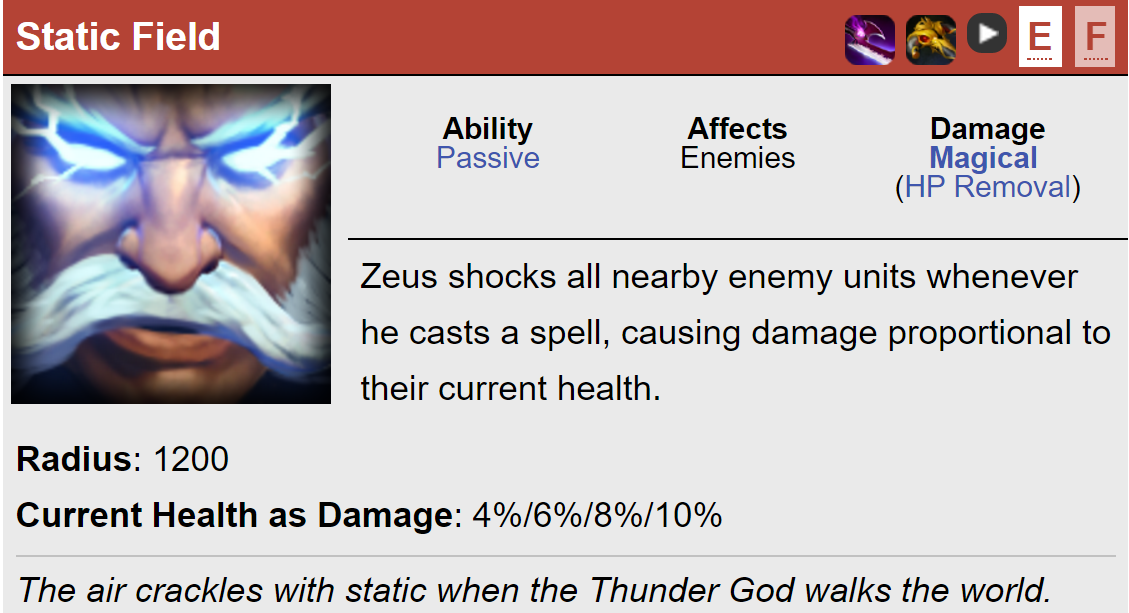 Static Field
E F
Ability Affects Damage
Passive Enemies Magical
(HP Removal)
Zeus shocks all nearby enemy units whenever
he casts a spell, causing damage proportional to
their current health.
Radius: 1200
Current Health as Damage: 4%/6%/8%/10%
The air crackles with static when the Thunder God walks the world.